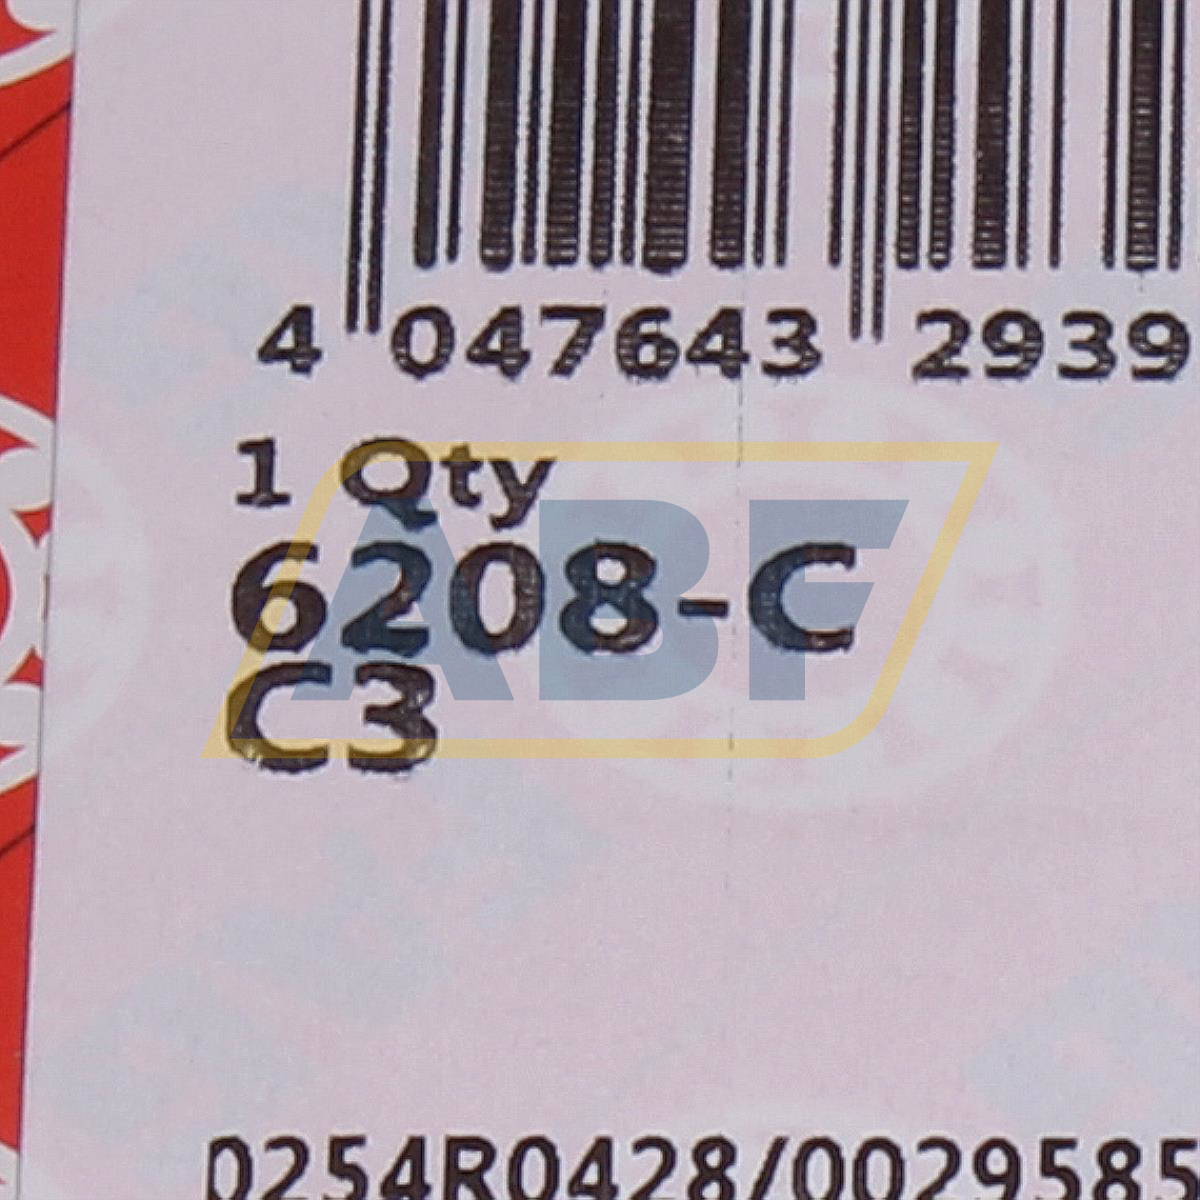 4 047643 2939
1 Qty
6208-C
C3
ABF
0254R0428/0029585